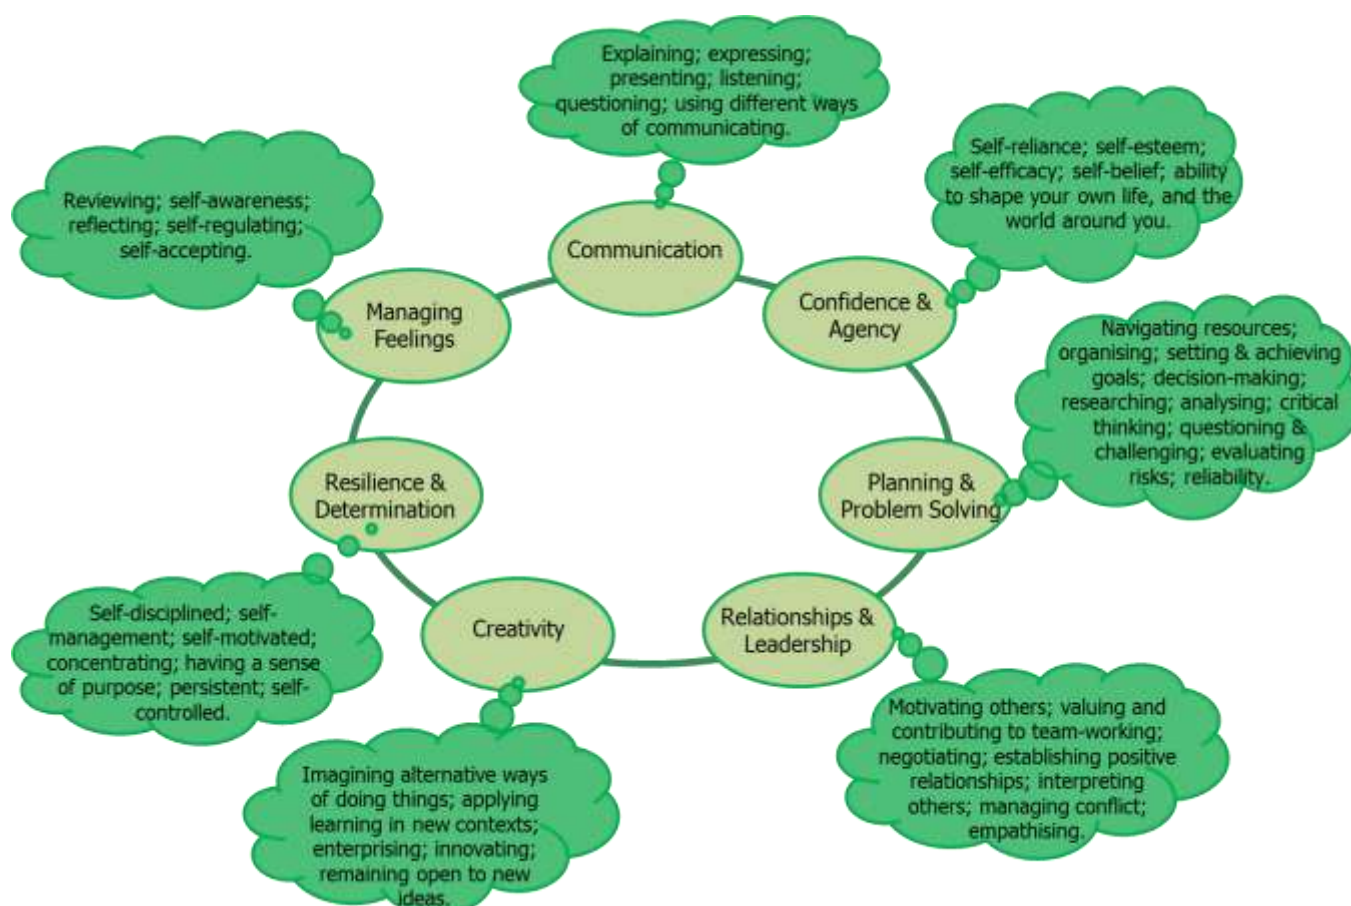 Explaining; expressing;
presenting; listening;
questioning; using different ways
of communicating.
Communication
Self-reliance; self-esteem;
self-efficacy; self-belief; ability
to shape your own life, and the
world around you.
Confidence &
Agency
Navigating resources;
organising; setting & achieving
goals; decision-making;
researching; analysing; critical
thinking; questioning &
challenging; evaluating
risks; reliability.
Planning &
Problem Solving
Relationships &
Leadership
Motivating others; valuing and
contributing to team-working;
negotiating; establishing positive
relationships; interpreting
others; managing conflict;
empathising.
Creativity
Imagining alternative ways
of doing things; applying
learning in new contexts;
enterprising; innovating;
remaining open to new
ideas.
Resilience &
Determination
Self-disciplined; self-
management; self-motivated;
concentrating; having a sense
of purpose; persistent; self-
controlled.
Managing
Feelings
Reviewing; self-awareness;
reflecting; self-regulating;
self-accepting.